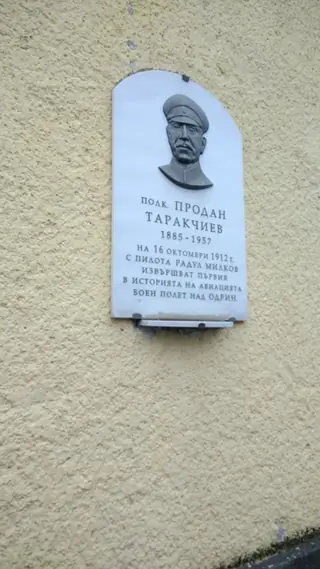 ПОЛК. ПРОДАН
ТАРАКЧИЕВ
1885-1957
НА 16 ОКТОМВРИ 1912 Г.
С ПИЛОТА РАДУЛ МИЛКОВ
ИЗВЪРШВАТ ПЪРВИЯ
В ИСТОРИЯТА НА АВИАЦИЯТА
БОЕН ПОЛЕТ НАД ОДРИН